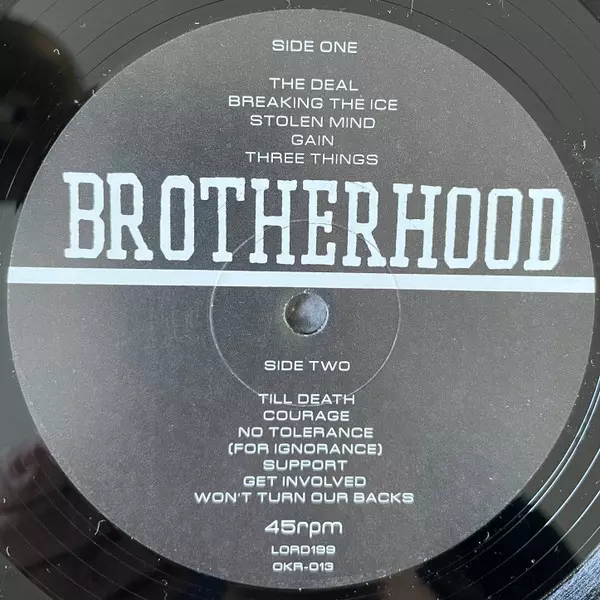 SIDE ONE
THE DEAL
BREAKING THE ICE
STOLEN MIND
GAIN
THREE THINGS
BROTHERHOOD
SIDE TWO
TILL DEATH
COURAGE
NO TOLERANCE
(FOR IGNORANCE)
SUPPORT
GET INVOLVED
WON'T TURN OUR BACKS
45rpm
LORD199
OKR-013